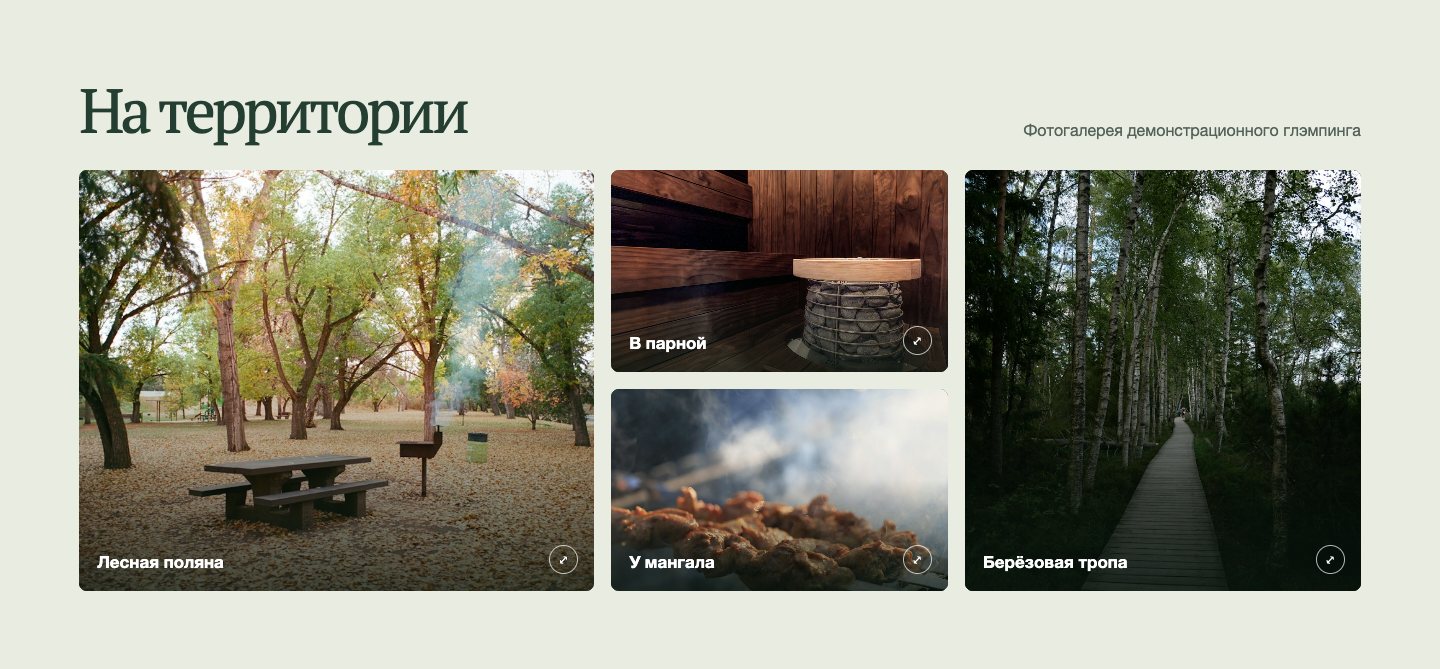 На территории
Фотогалерея демонстрационного глэмпинга
Лесная поляна
В парной
У мангала
Берёзовая тропа